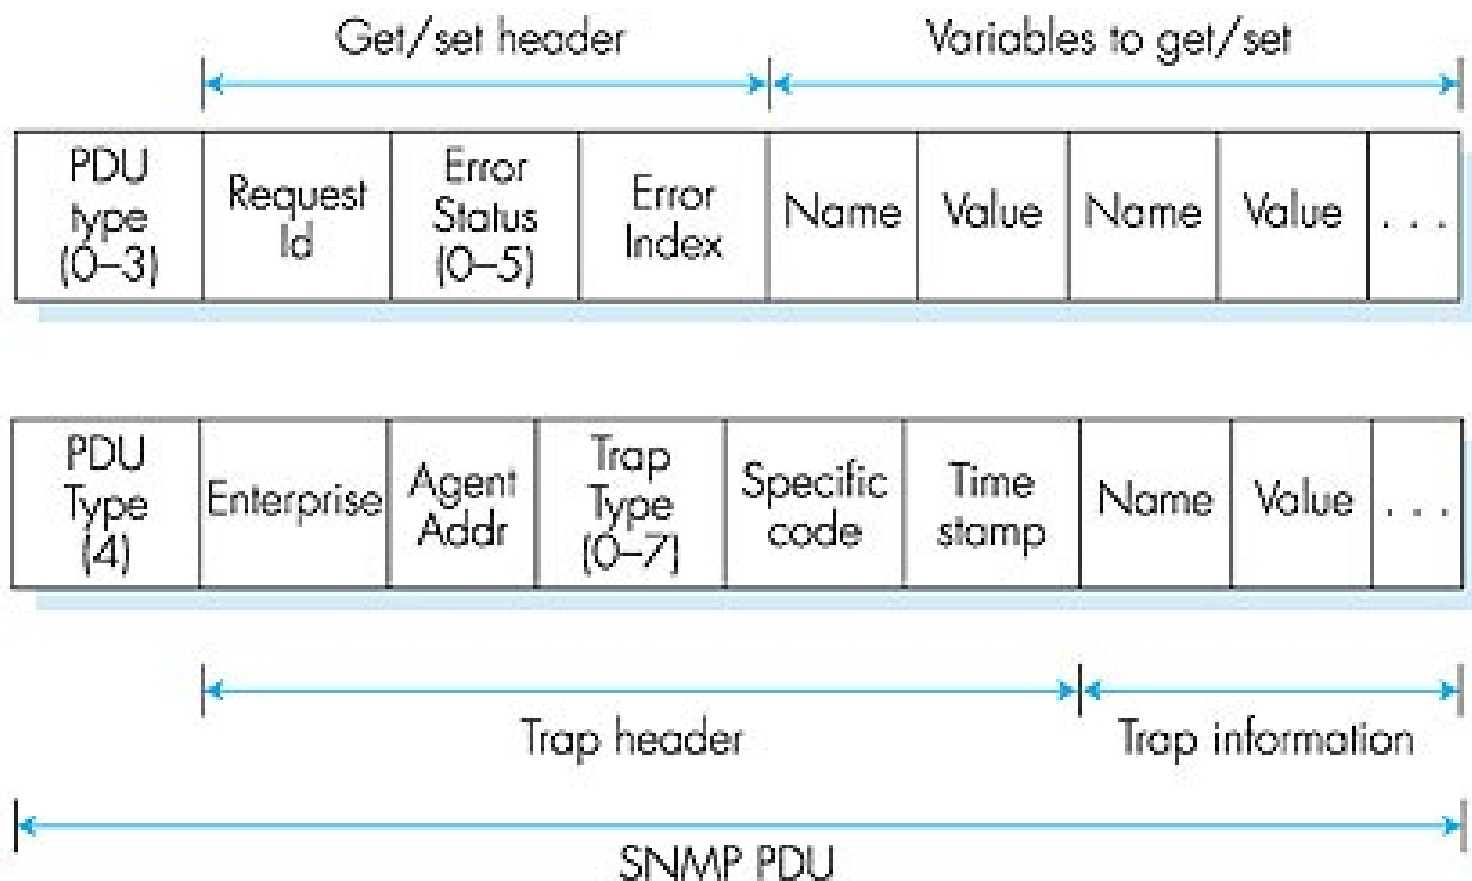 Get/set header
Variables to get/set
PDU
type
(0–3)
Request
Id
Error
Status
(0–5)
Error
Index
Name
Value
Name
Value
. . .
PDU
Type
(4)
Enterprise
Agent
Addr
Trap
Type
(0–7)
Specific
code
Time
stamp
Name
Value
. . .
Trap header
Trap information
SNMP PDU